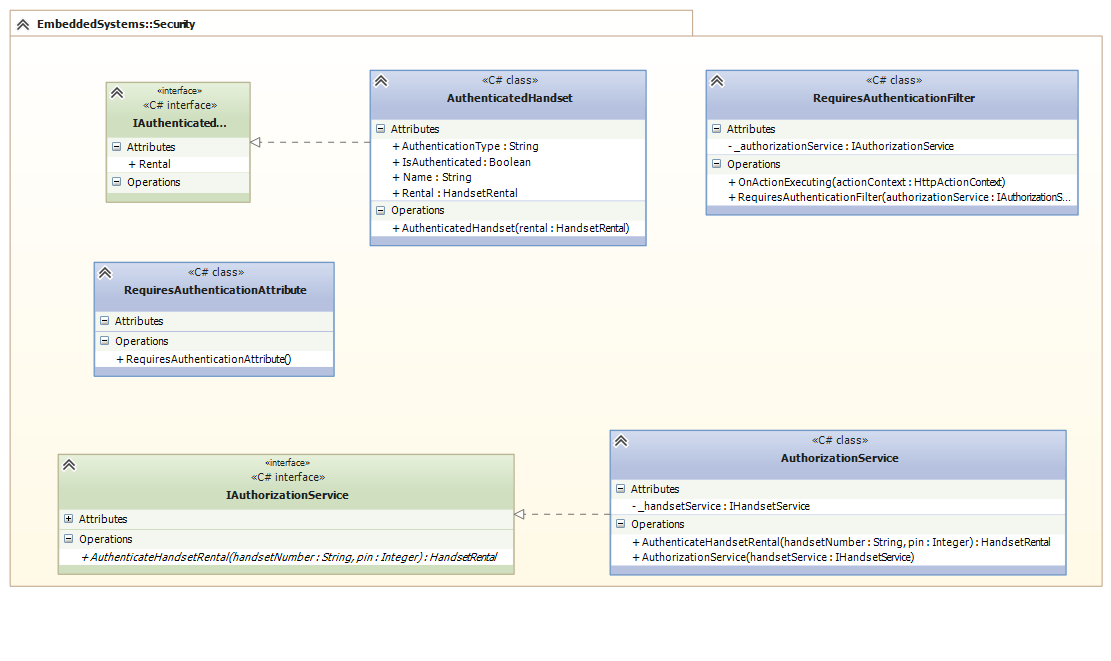 EmbeddedSystems::Security
«interface»
«C# interface»
IAuthenticated...
Attributes
+ Rental
Operations
«C# class»
AuthenticatedHandset
Attributes
+ AuthenticationType : String
+ IsAuthenticated : Boolean
+ Name : String
+ Rental : HandsetRental
Operations
+ AuthenticatedHandset(rental : HandsetRental)
«C# class»
RequiresAuthenticationFilter
Attributes
- _authorizationService : IAuthorizationService
Operations
+ OnActionExecuting(actionContext : HttpActionContext)
+ RequiresAuthenticationFilter(authorizationService : IAuthorizationS...
«C# class»
RequiresAuthenticationAttribute
Attributes
Operations
+ RequiresAuthenticationAttribute()
«interface»
«C# interface»
IAuthorizationService
Attributes
Operations
+ AuthenticateHandsetRental(handsetNumber : String, pin : Integer) : HandsetRental
«C# class»
AuthorizationService
Attributes
- _handsetService : IHandsetService
Operations
+ AuthenticateHandsetRental(handsetNumber : String, pin : Integer) : HandsetRental
+ AuthorizationService(handsetService : IHandsetService)